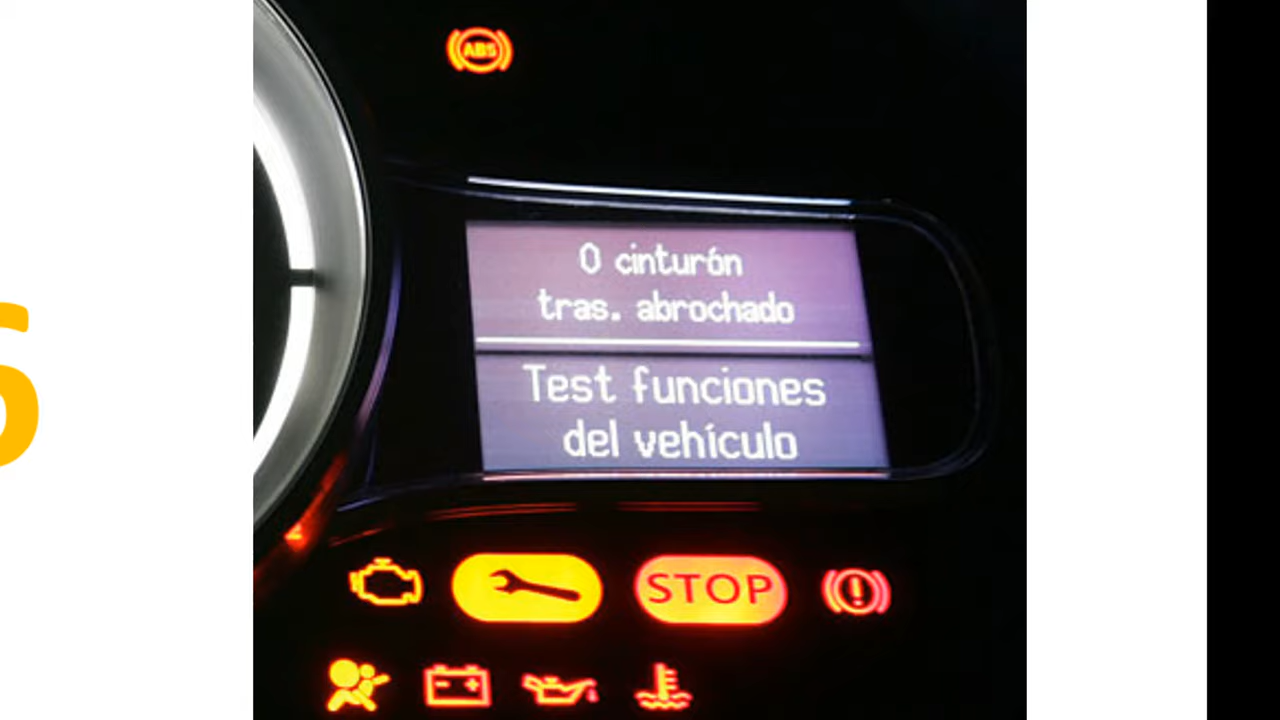 ABS
0 cinturón
tras. abrochado
Test funciones
del vehículo
STOP